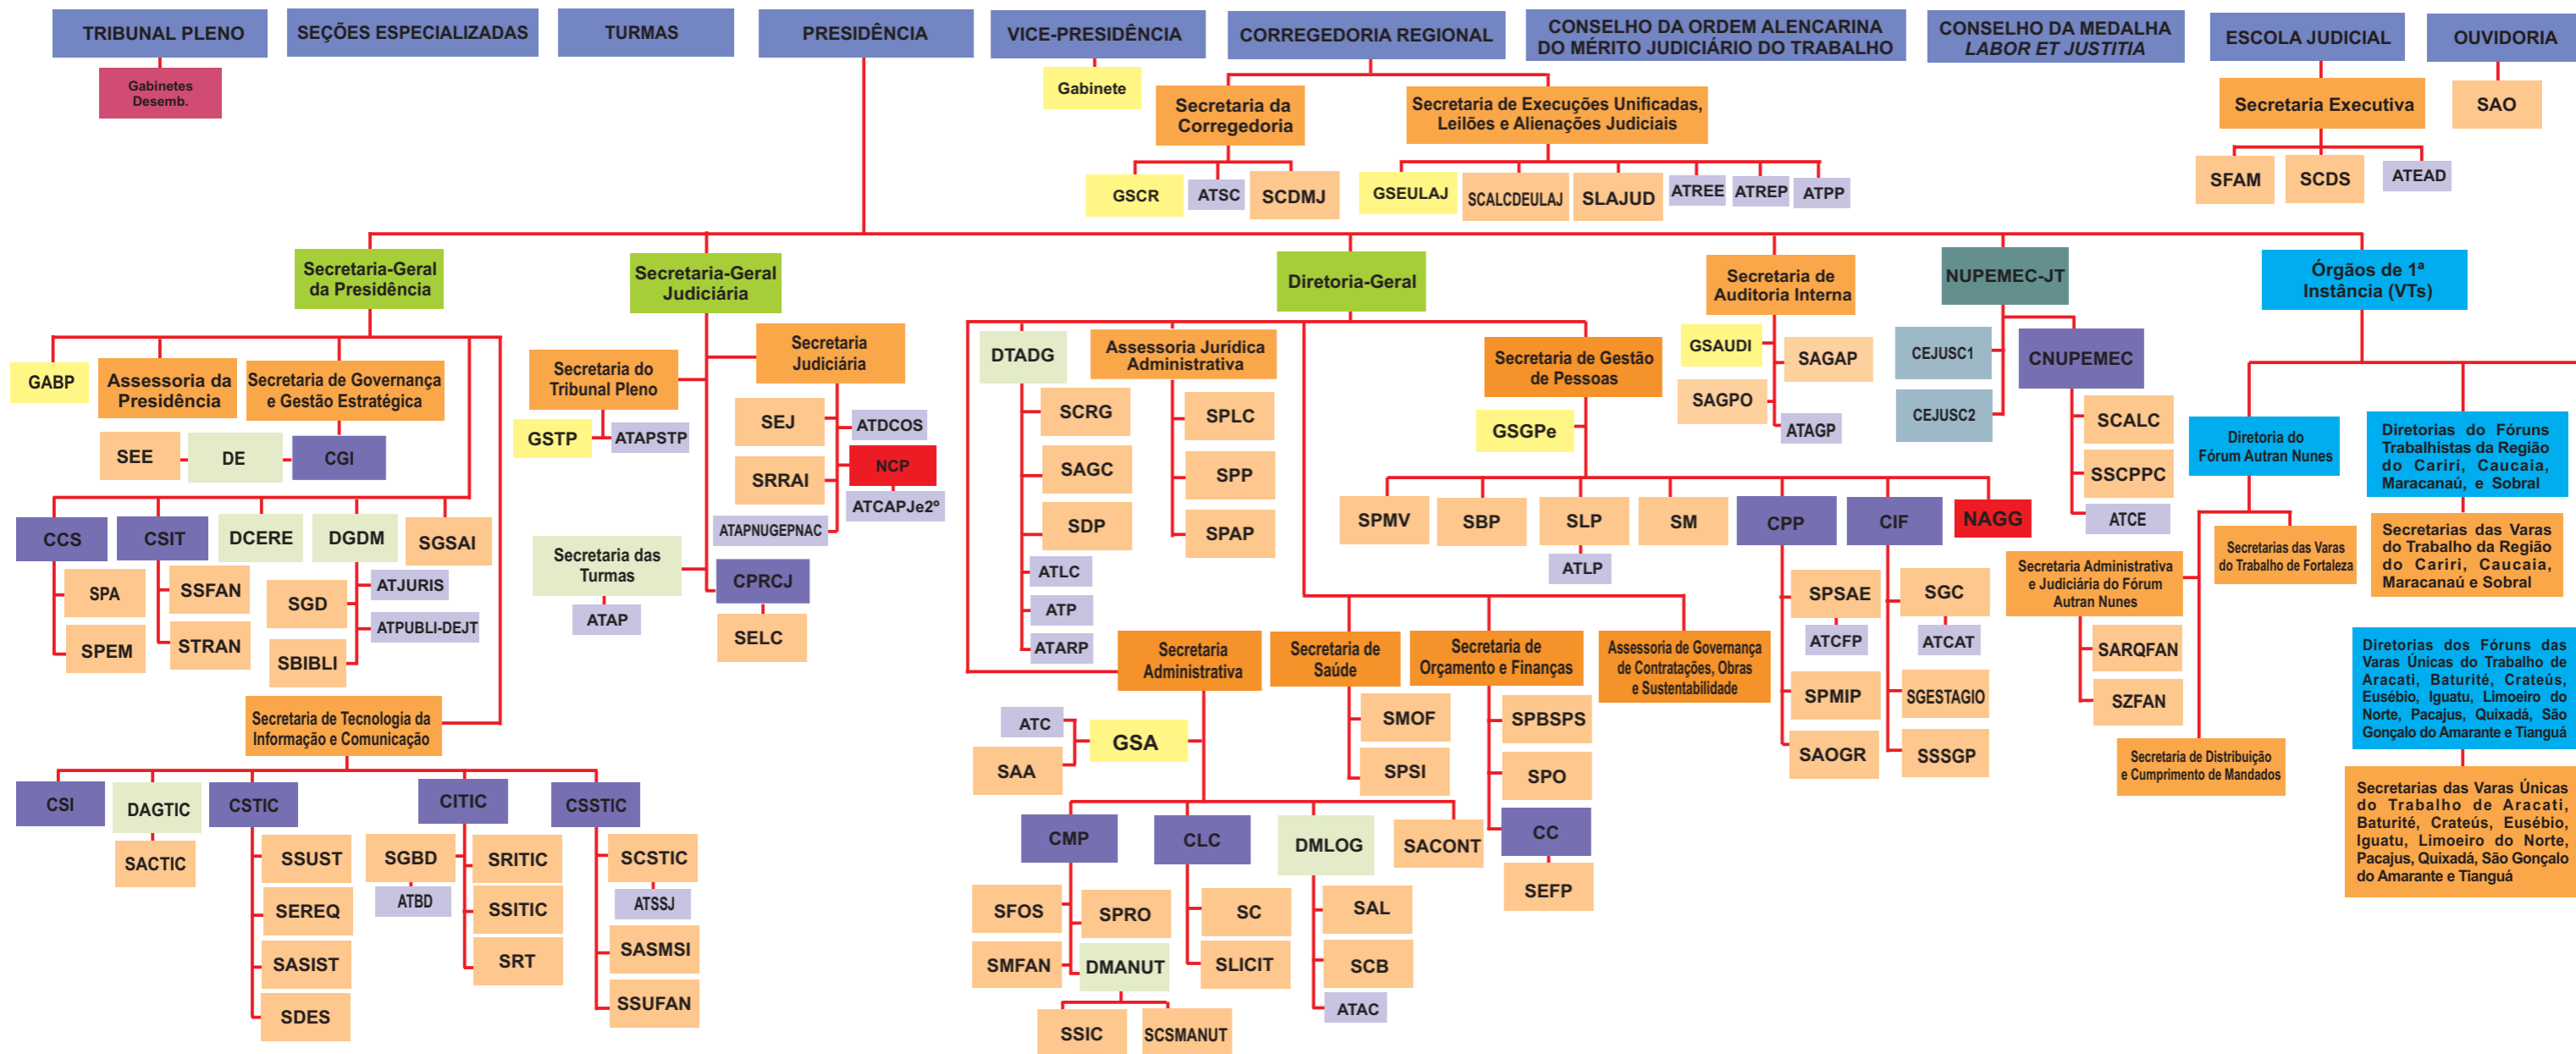 TRIBUNAL PLENO
SEÇÕES ESPECIALIZADAS
TURMAS
PRESIDÊNCIA
VICE-PRESIDÊNCIA
CORREGEDORIA REGIONAL
CONSELHO DA ORDEM ALENCARINA
DO MÉRITO JUDICIÁRIO DO TRABALHO
CONSELHO DA MEDALHA
LABOR ET JUSTITIA
ESCOLA JUDICIAL
OUVIDORIA
Gabinetes
Desemb.
Gabinete
Secretaria da
Corregedoria
Secretaria de Execuções Unificadas,
Leilões e Alienações Judiciais
Secretaria Executiva
SAO
GSCR
ATSC
SCDMJ
GSEULAJ
SCALCDEULAJ
SLAJUD
ATREE
ATREP
ATPP
SFAM
SCDS
ATEAD
Secretaria-Geral
da Presidência
Secretaria-Geral
Judiciária
Diretoria-Geral
Secretaria de
Auditoria Interna
NUPEMEC-JT
Órgãos de 1ª
Instância (VTs)
GABP
Assessoria da
Presidência
Secretaria de Governança
e Gestão Estratégica
SEE
DE
CGI
CCS
CSIT
DCERE
DGDM
SGSAI
SPA
SPEM
SSFAN
STRAN
SGD
SBIBLI
ATJURIS
ATPUBLI-DEJT
Secretaria de Tecnologia da
Informação e Comunicação
CSI
DAGTIC
CSTIC
CITIC
CSSTIC
SACTIC
SSUST
SEREQ
SASIST
SDES
SGBD
ATBD
SRITIC
SSITIC
SRT
SCSTIC
ATSSJ
SASMSI
SSUFAN
Secretaria do
Tribunal Pleno
Secretaria
Judiciária
GSTP
ATAPSTP
SEJ
SRRAI
ATDCOS
NCP
ATCAPJe2º
ATAPNUGEPNAC
Secretaria das
Turmas
ATAP
CPRCJ
SELC
DTADG
SCRG
SAGC
SDP
ATLC
ATP
ATARP
Assessoria Jurídica
Administrativa
SPLC
SPP
SPAP
Secretaria de Gestão
de Pessoas
GSGPe
SPMV
SBP
SLP
SM
CPP
CIF
NAGG
ATLP
SPSAE
ATCFP
SPMIP
SAOGR
SGC
ATCAT
SGESTAGIO
SSSGP
Secretaria
Administrativa
Secretaria de
Saúde
Secretaria de
Orçamento e Finanças
Assessoria de Governança
de Contratações, Obras
e Sustentabilidade
ATC
SAA
GSA
SMOF
SPSI
SPBSPS
SPO
CC
SEFP
CMP
CLC
DMLOG
SACONT
SFOS
SMFAN
SPRO
DMANUT
SSIC
SCSMANUT
SC
SLICIT
SAL
SCB
ATAC
GSAUDI
SAGAP
SAGPO
ATAGP
CEJUSC1
CEJUSC2
CNUPEMEC
SCALC
SSCPPC
ATCE
Diretoria do
Fórum Autran Nunes
Diretorias do Fóruns
Trabalhistas da Região
do Cariri, Caucaia,
Maracanaú, e Sobral
Secretaria Administrativa
e Judiciária do Fórum
Autran Nunes
Secretarias das Varas
do Trabalho de Fortaleza
Secretarias das Varas
do Trabalho da Região
do Cariri, Caucaia,
Maracanaú e Sobral
SARQFAN
SZFAN
Secretaria de Distribuição
e Cumprimento de Mandados
Diretorias dos Fóruns das
Varas Únicas do Trabalho de
Aracati, Baturité, Crateús,
Eusébio, Iguatu, Limoeiro do
Norte, Pacajus, Quixadá, São
Gonçalo do Amarante e Tianguá
Secretarias das Varas Únicas
do Trabalho de Aracati,
Baturité, Crateús, Eusébio,
Iguatu, Limoeiro do Norte,
Pacajus, Quixadá, São Gonçalo
do Amarante e Tianguá